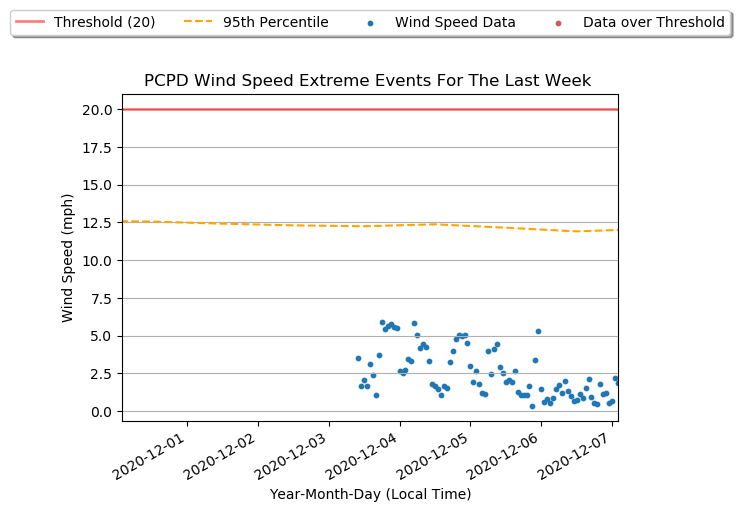 Threshold (20) 95th Percentile Wind Speed Data Data over Threshold
PCPD Wind Speed Extreme Events For The Last Week
20.0
17.5
15.0
12.5
10.0
7.5
5.0
2.5
0.0
Wind Speed (mph)
2020-12-01 2020-12-02 2020-12-03 2020-12-04 2020-12-05 2020-12-06 2020-12-07
Year-Month-Day (Local Time)